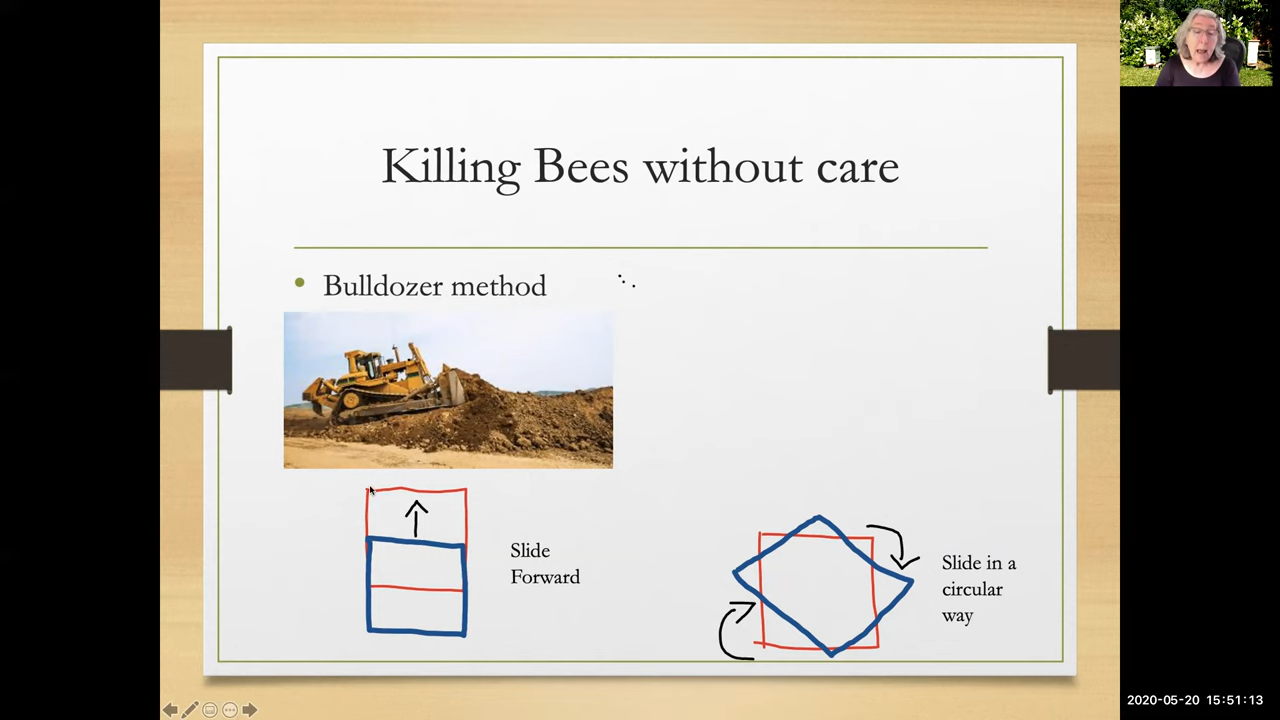 Killing Bees without care
Bulldozer method
Slide
Forward
Slide in a
circular
way
2020-05-20 15:51:13